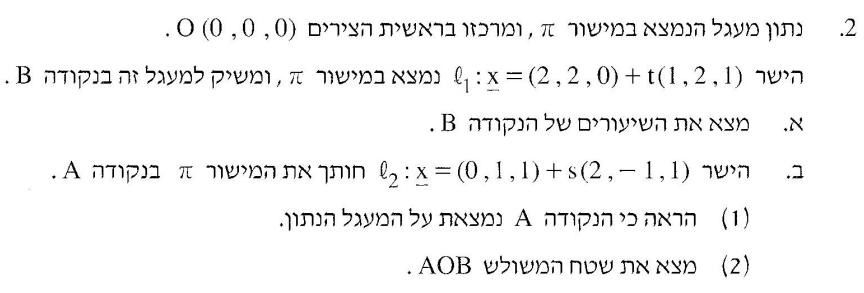 2. נתון מעגל הנמצא במישור π, ומרכזו בראשית הצירים O (0 , 0 , 0) .
הישר ℓ₁ : x̲ = (2 , 2 , 0) + t(1 , 2 , 1) נמצא במישור π, ומשיק למעגל זה בנקודה B .
א. מצא את השיעורים של הנקודה B .
ב. הישר ℓ₂ : x̲ = (0 , 1 , 1) + s(2 , − 1 , 1) חותך את המישור π בנקודה A .
(1) הראה כי הנקודה A נמצאת על המעגל הנתון.
(2) מצא את שטח המשולש AOB .